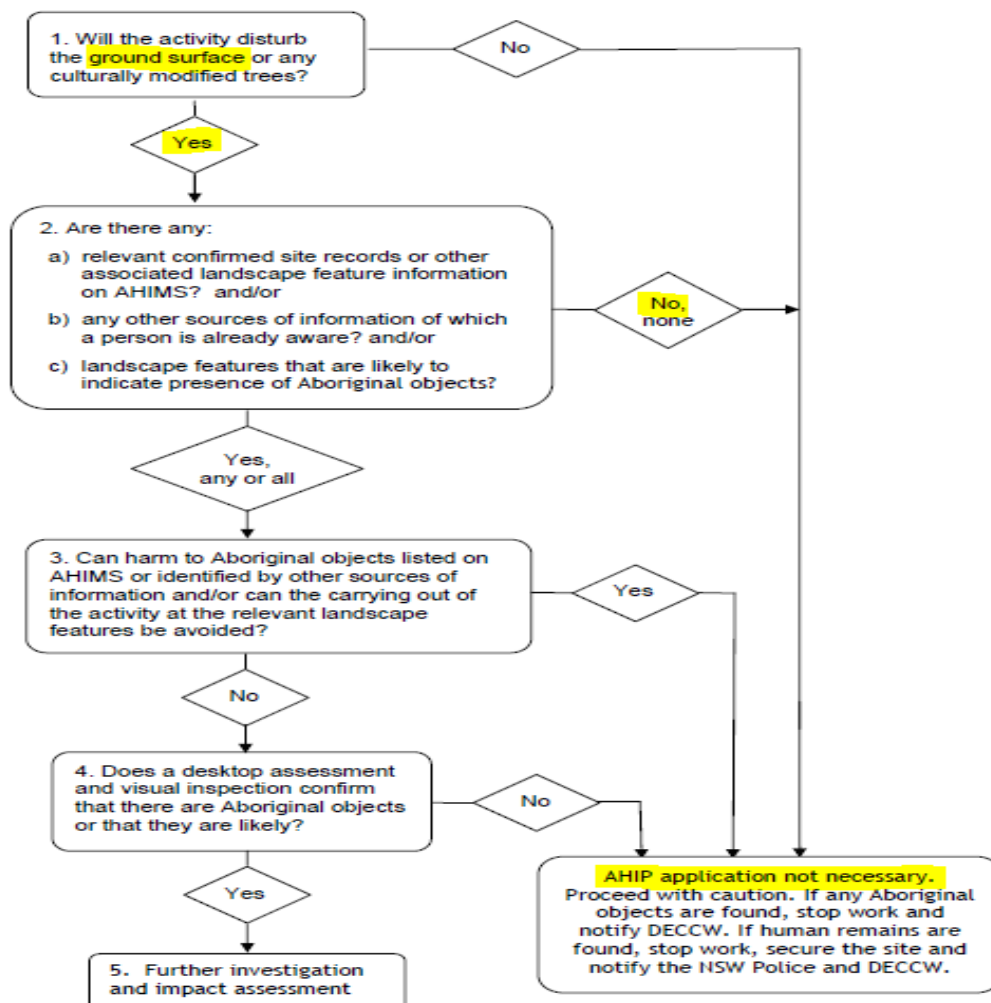 1. Will the activity disturb
the ground surface or any
culturally modified trees?
No
Yes
2. Are there any:
a) relevant confirmed site records or other
associated landscape feature information
on AHIMS? and/or
b) any other sources of information of which
a person is already aware? and/or
c) landscape features that are likely to
indicate presence of Aboriginal objects?
No,
none
Yes,
any or all
3. Can harm to Aboriginal objects listed on
AHIMS or identified by other sources of
information and/or can the carrying out of
the activity at the relevant landscape
features be avoided?
Yes
No
4. Does a desktop assessment
and visual inspection confirm
that there are Aboriginal objects
or that they are likely?
No
Yes
AHIP application not necessary.
Proceed with caution. If any Aboriginal
objects are found, stop work and
notify DECCW. If human remains are
found, stop work, secure the site and
notify the NSW Police and DECCW.
5. Further investigation
and impact assessment